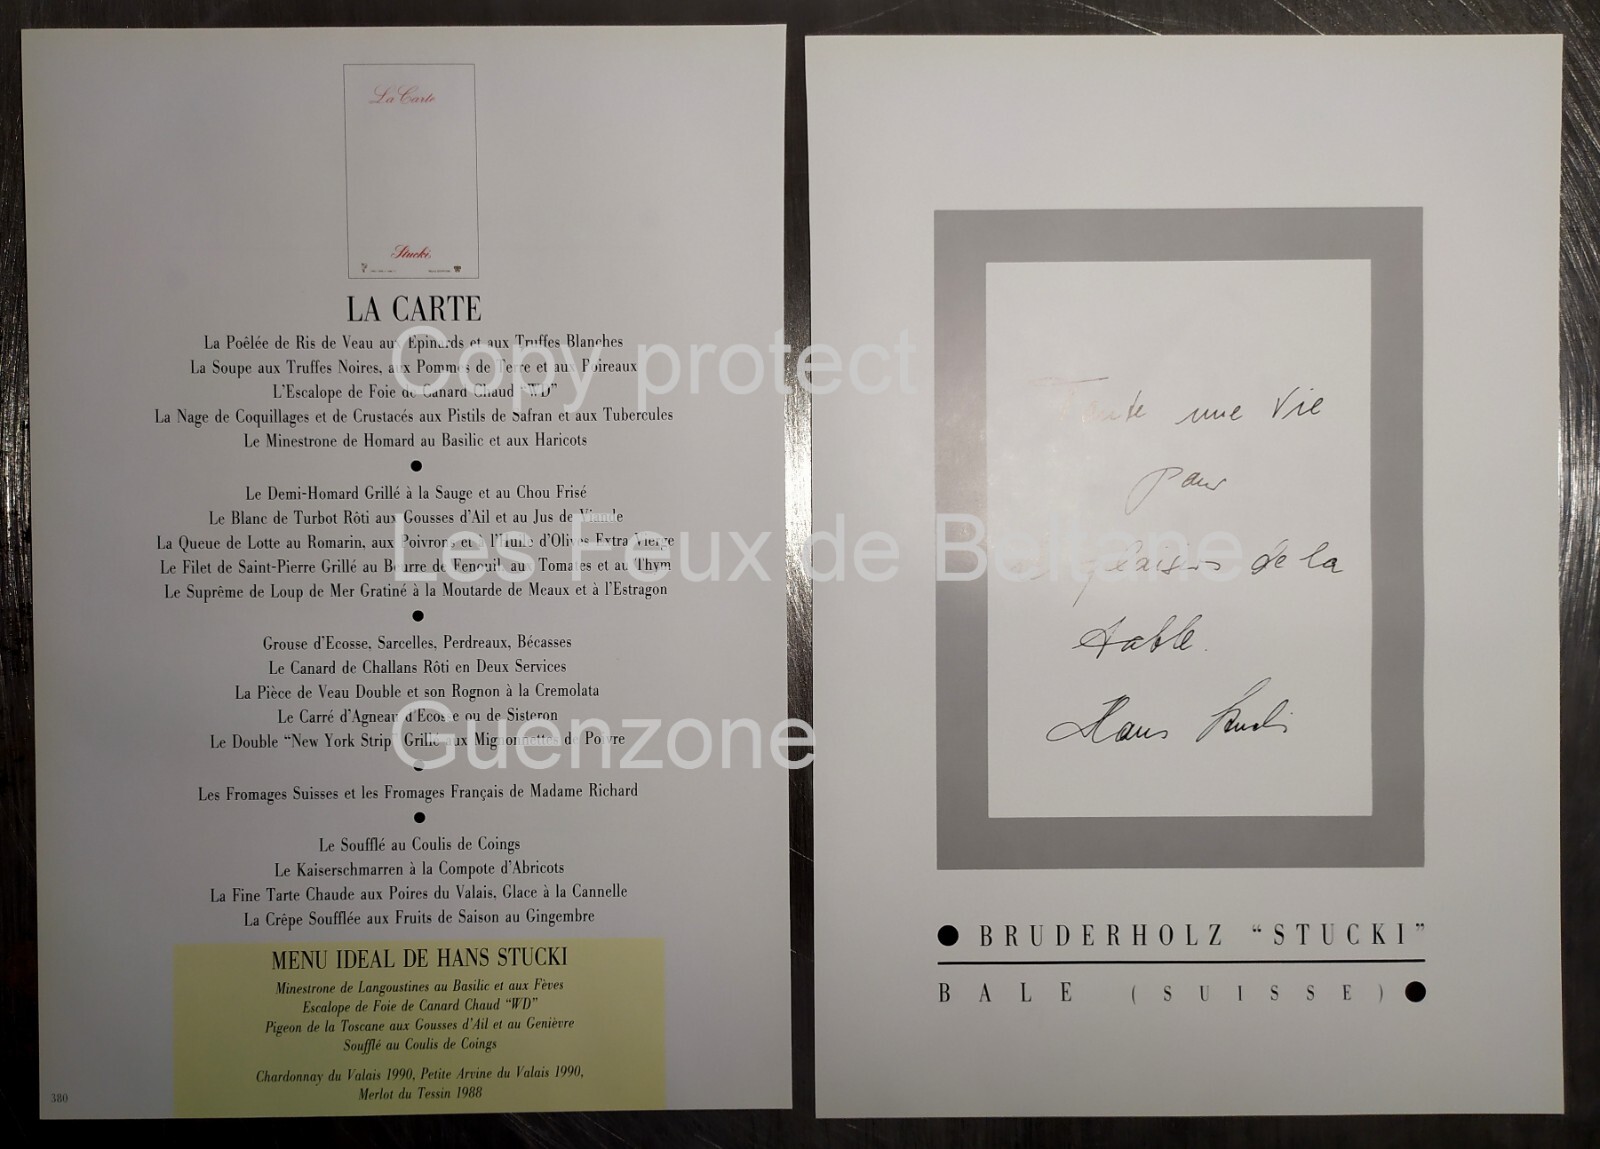 La Carte
Stucki
LA CARTE
La Poêlée de Ris de Veau aux Epinards et aux Truffes Blanches
La Soupe aux Truffes Noires, aux Pommes de Terre et aux Poireaux
L'Escalope de Foie de Canard Chaud “WD”
La Nage de Coquillages et de Crustacés aux Pistils de Safran et aux Tubercules
Le Minestrone de Homard au Basilic et aux Haricots
Le Demi-Homard Grillé à la Sauge et au Chou Frisé
Le Blanc de Turbot Rôti aux Gousses d'Ail et au Jus de Viande
La Queue de Lotte au Romarin, aux Poivrons et à l'Huile d'Olives Extra Vierge
Le Filet de Saint-Pierre Grillé au Beurre de Fenouil, aux Tomates et au Thym
Le Suprême de Loup de Mer Gratiné à la Moutarde de Meaux et à l'Estragon
Grouse d'Ecosse, Sarcelles, Perdreaux, Bécasses
Le Canard de Challans Rôti en Deux Services
La Pièce de Veau Double et son Rognon à la Cremolata
Le Carré d'Agneau d'Ecosse ou de Sisteron
Le Double “New York Strip” Grillé aux Mignonnettes de Poivre
Les Fromages Suisses et les Fromages Français de Madame Richard
Le Soufflé au Coulis de Coings
Le Kaiserschmarren à la Compote d'Abricots
La Fine Tarte Chaude aux Poires du Valais, Glace à la Cannelle
La Crêpe Soufflée aux Fruits de Saison au Gingembre
MENU IDEAL DE HANS STUCKI
Minestrone de Langoustines au Basilic et aux Fèves
Escalope de Foie de Canard Chaud “WD”
Pigeon de la Toscane aux Gousses d'Ail et au Genièvre
Soufflé au Coulis de Coings
Chardonnay du Valais 1990, Petite Arvine du Valais 1990,
Merlot du Tessin 1988
380
Toute une vie
pour
plaisirs de la
table.
Hans Stucki
BRUDERHOLZ “STUCKI”
BALE (SUISSE)
Copy protect
Les Feux de Beltane
Guenzone